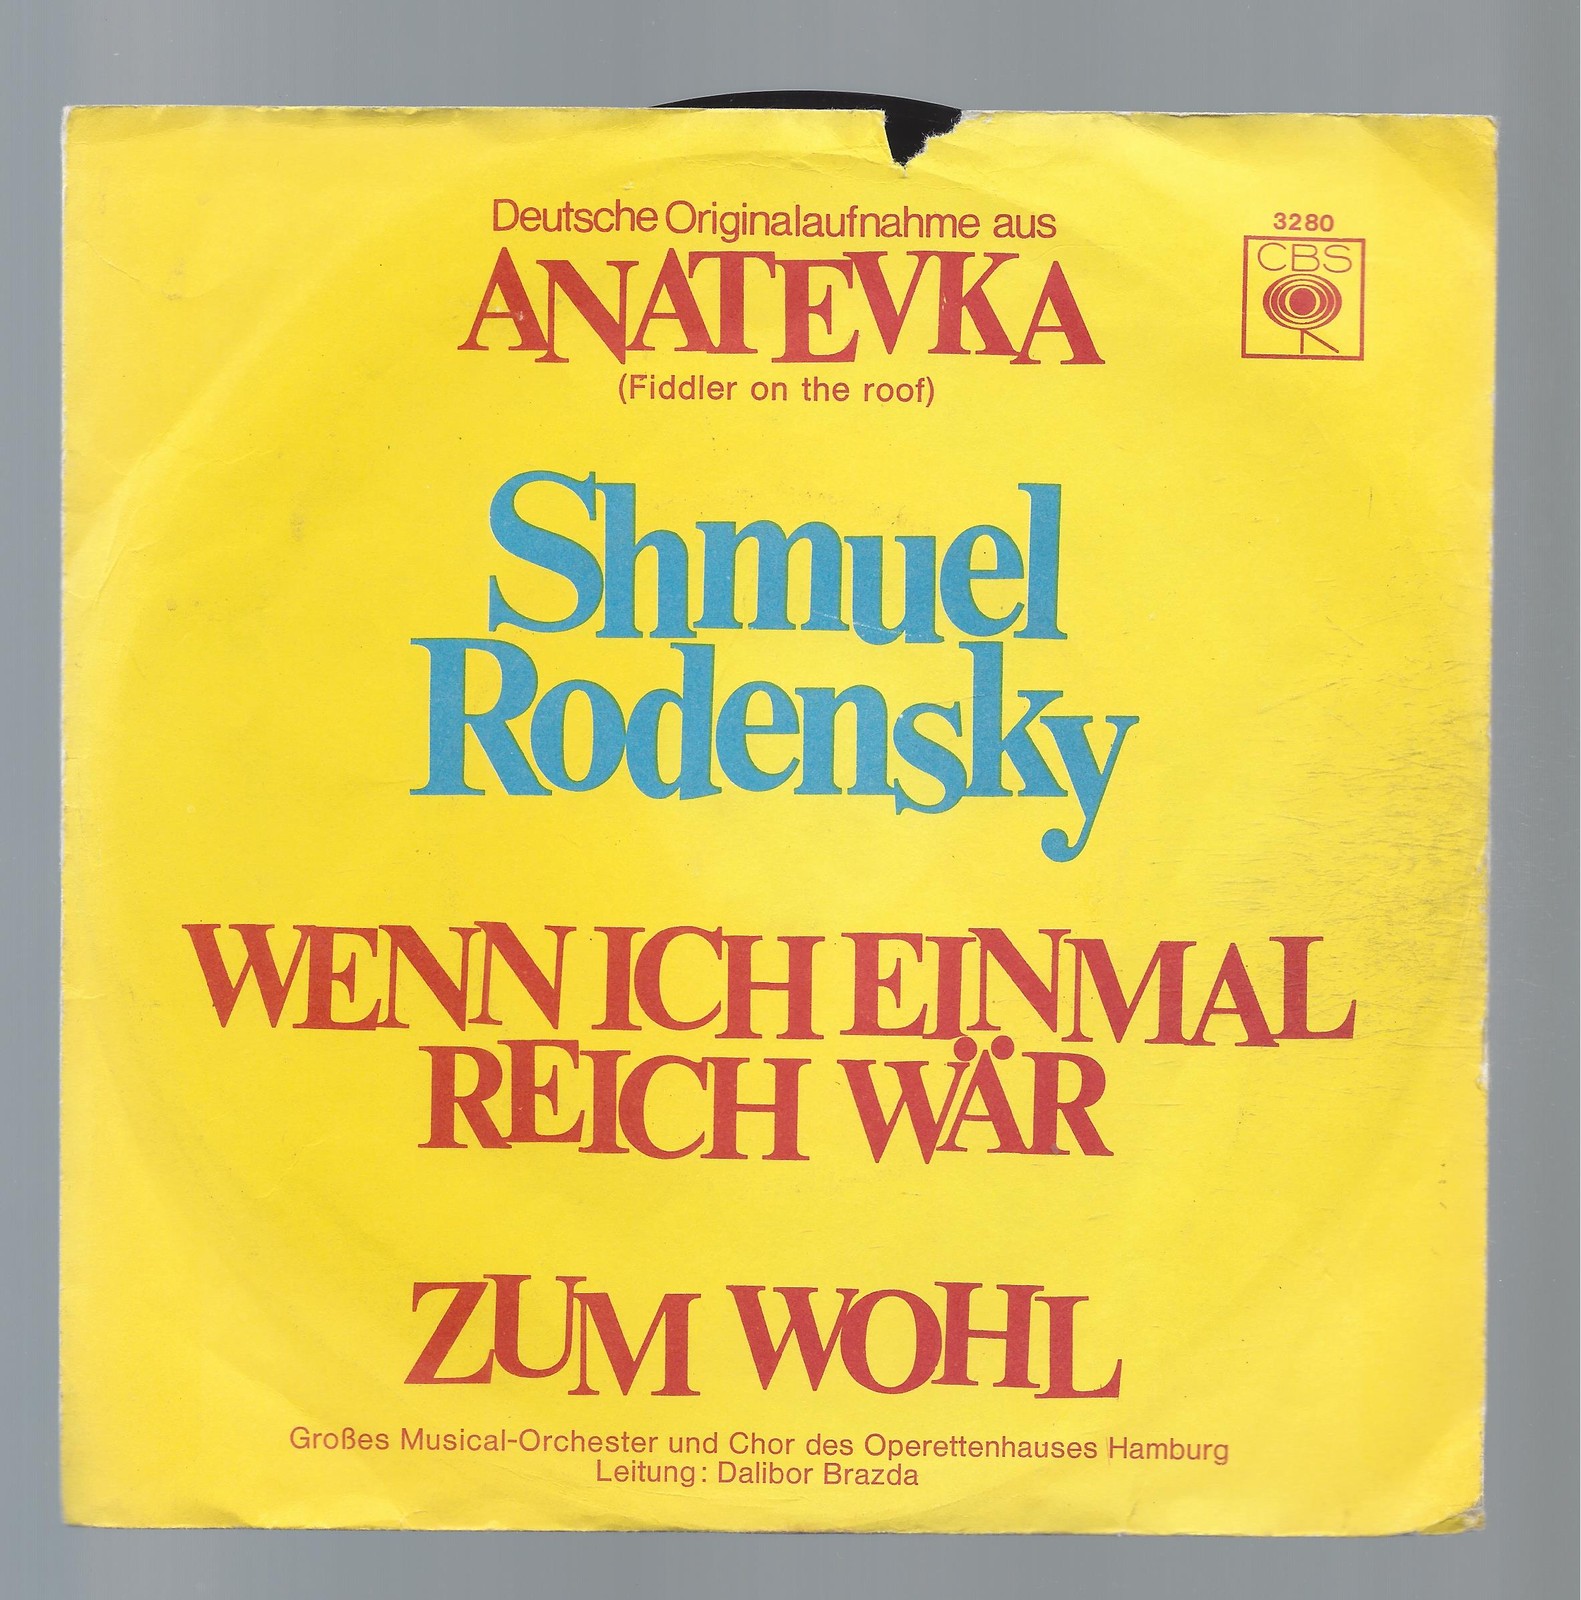 Deutsche Originalaufnahme aus
ANATEVKA
(Fiddler on the roof)
3280
CBS
Shmuel
Rodensky
WENN ICH EINMAL
REICH WÄR
ZUM WOHL
Großes Musical-Orchester und Chor des Operettenhauses Hamburg
Leitung: Dalibor Brazda